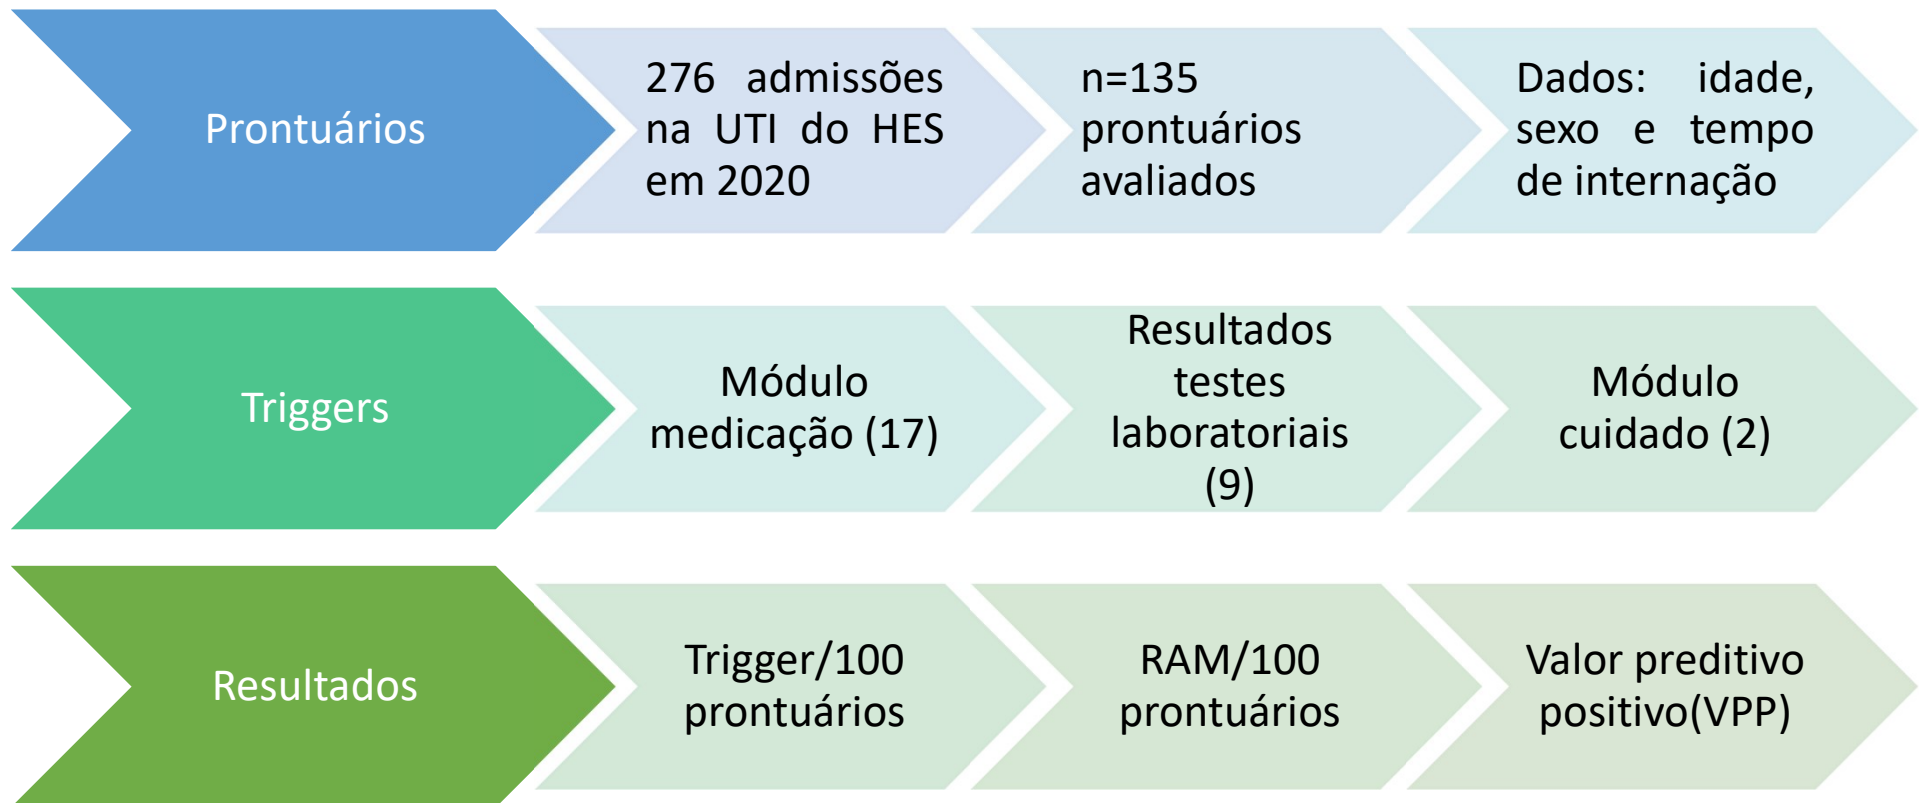 Prontuários
276 admissões
na UTI do HES
em 2020
n=135
prontuários
avaliados
Dados: idade,
sexo e tempo
de internação
Triggers
Módulo
medicação (17)
Resultados
testes
laboratoriais
(9)
Módulo
cuidado (2)
Resultados
Trigger/100
prontuários
RAM/100
prontuários
Valor preditivo
positivo(VPP)